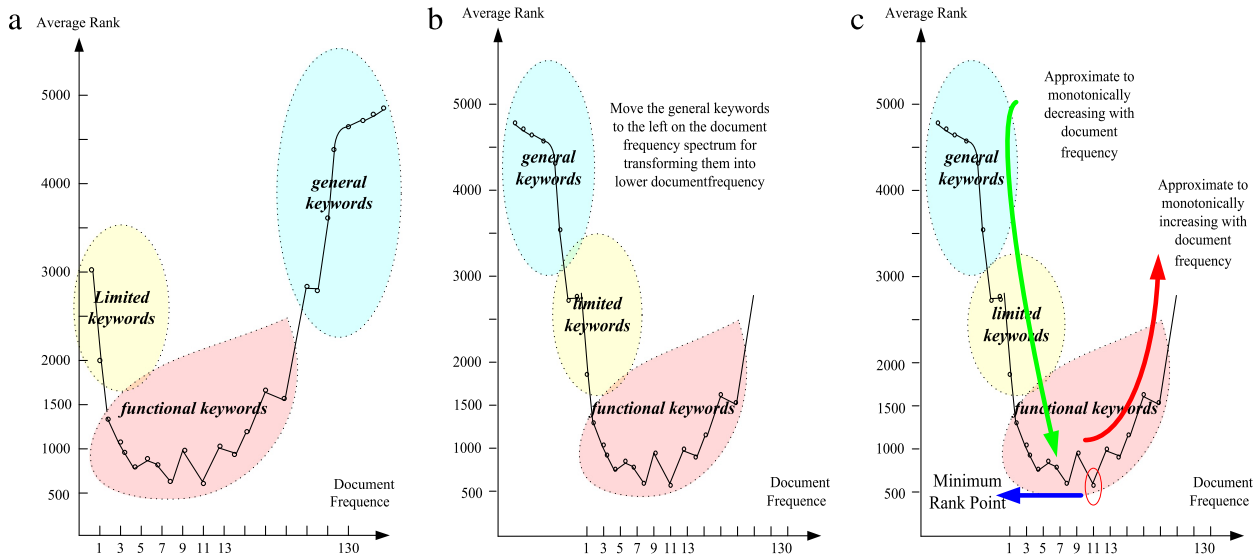 a
Average Rank
5000
4000
3000
2000
1500
1000
500
general
keywords
Limited
keywords
functional keywords
Document
Frequence
1 3 5 7 9 11 13 130
b
Average Rank
5000
4000
3000
2000
1500
1000
500
Move the general keywords
to the left on the document
frequency spectrum for
transforming them into
lower documentfrequency
general
keywords
limited
keywords
functional keywords
Document
Frequence
1 3 5 7 9 11 13 130
c
Average Rank
5000
4000
3000
2000
1500
1000
500
Approximate to
monotonically
decreasing with
document
frequency
general
keywords
Approximate to
monotonically
increasing with
document
frequency
limited
keywords
functional keywords
Minimum
Rank Point
Document
Frequence
1 3 5 7 9 11 13 130